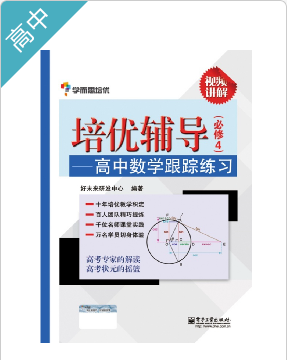 高中
学而思培优
视频讲解
培优辅导
(必修4)
——高中数学跟踪练习
好未来研发中心 编著
十年培优教学积淀
百人团队精巧提炼
千位名师课堂实践
万名学员切身体验
高考专家的解读
高考状元的摇篮
电子工业出版社